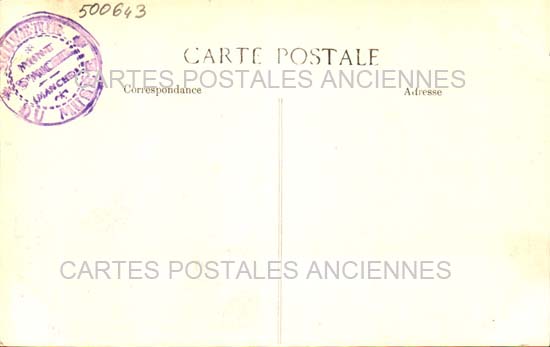 500643
CARTE POSTALE
CARTES POSTALES ANCIENNES
Correspondance
Adresse
CARTES POSTALES ANCIENNES